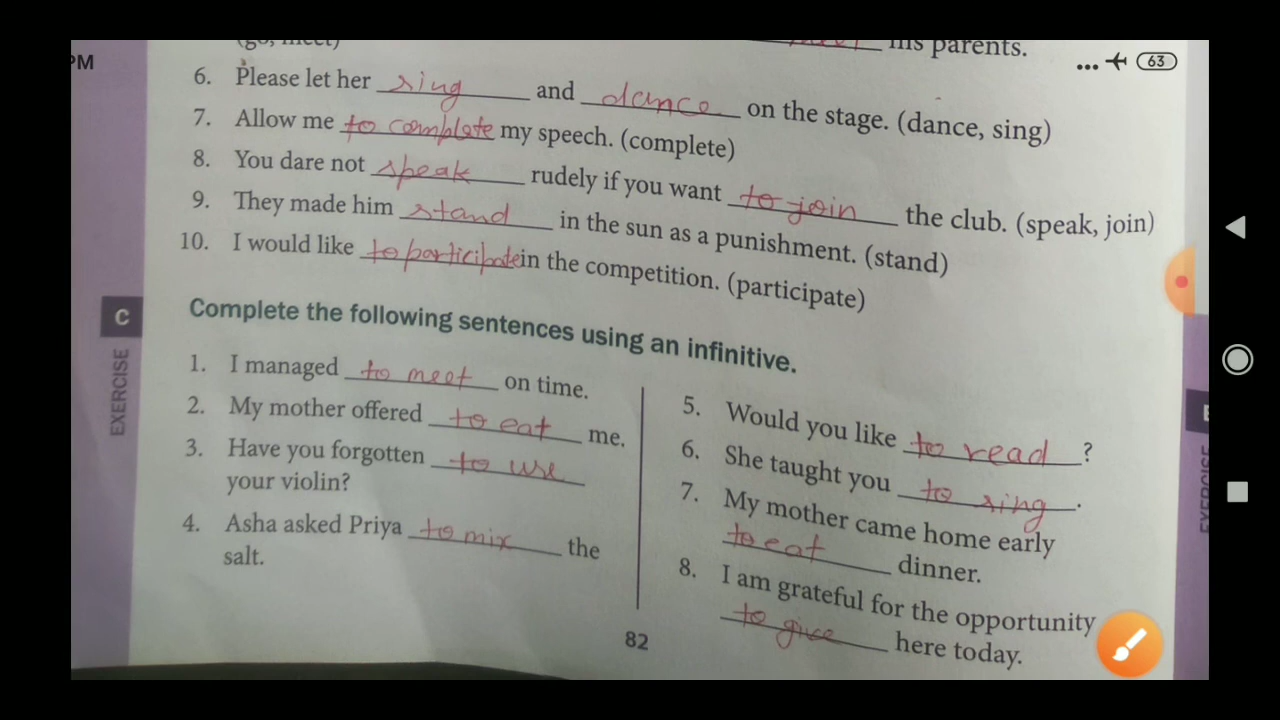 PM
63
(go, meet) his parents.
6. Please let her sing and dance on the stage. (dance, sing)
7. Allow me to complete my speech. (complete)
8. You dare not speak rudely if you want to join the club. (speak, join)
9. They made him stand in the sun as a punishment. (stand)
10. I would like to participate in the competition. (participate)
C
EXERCISE
Complete the following sentences using an infinitive.
1. I managed to meet on time.
2. My mother offered to eat me.
3. Have you forgotten to use
your violin?
4. Asha asked Priya to mix the
salt.
5. Would you like to read ?
6. She taught you to sing.
7. My mother came home early
to eat dinner.
8. I am grateful for the opportunity
to give here today.
82
EXERCISE